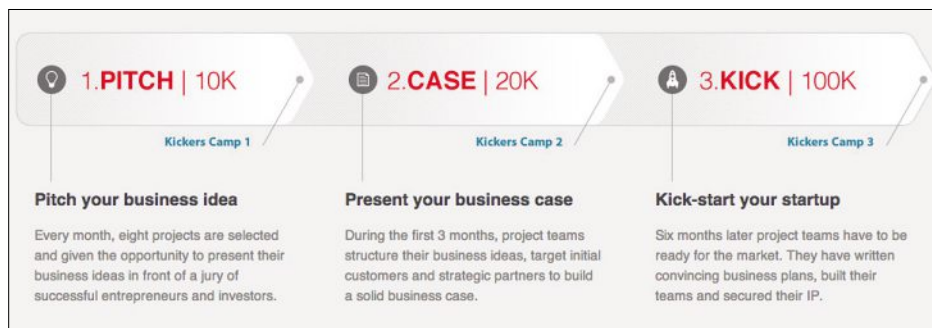 1.PITCH | 10K
Kickers Camp 1
Pitch your business idea
Every month, eight projects are selected
and given the opportunity to present their
business ideas in front of a jury of
successful entrepreneurs and investors.
2.CASE | 20K
Kickers Camp 2
Present your business case
During the first 3 months, project teams
structure their business ideas, target initial
customers and strategic partners to build
a solid business case.
3.KICK | 100K
Kickers Camp 3
Kick-start your startup
Six months later project teams have to be
ready for the market. They have written
convincing business plans, built their
teams and secured their IP.